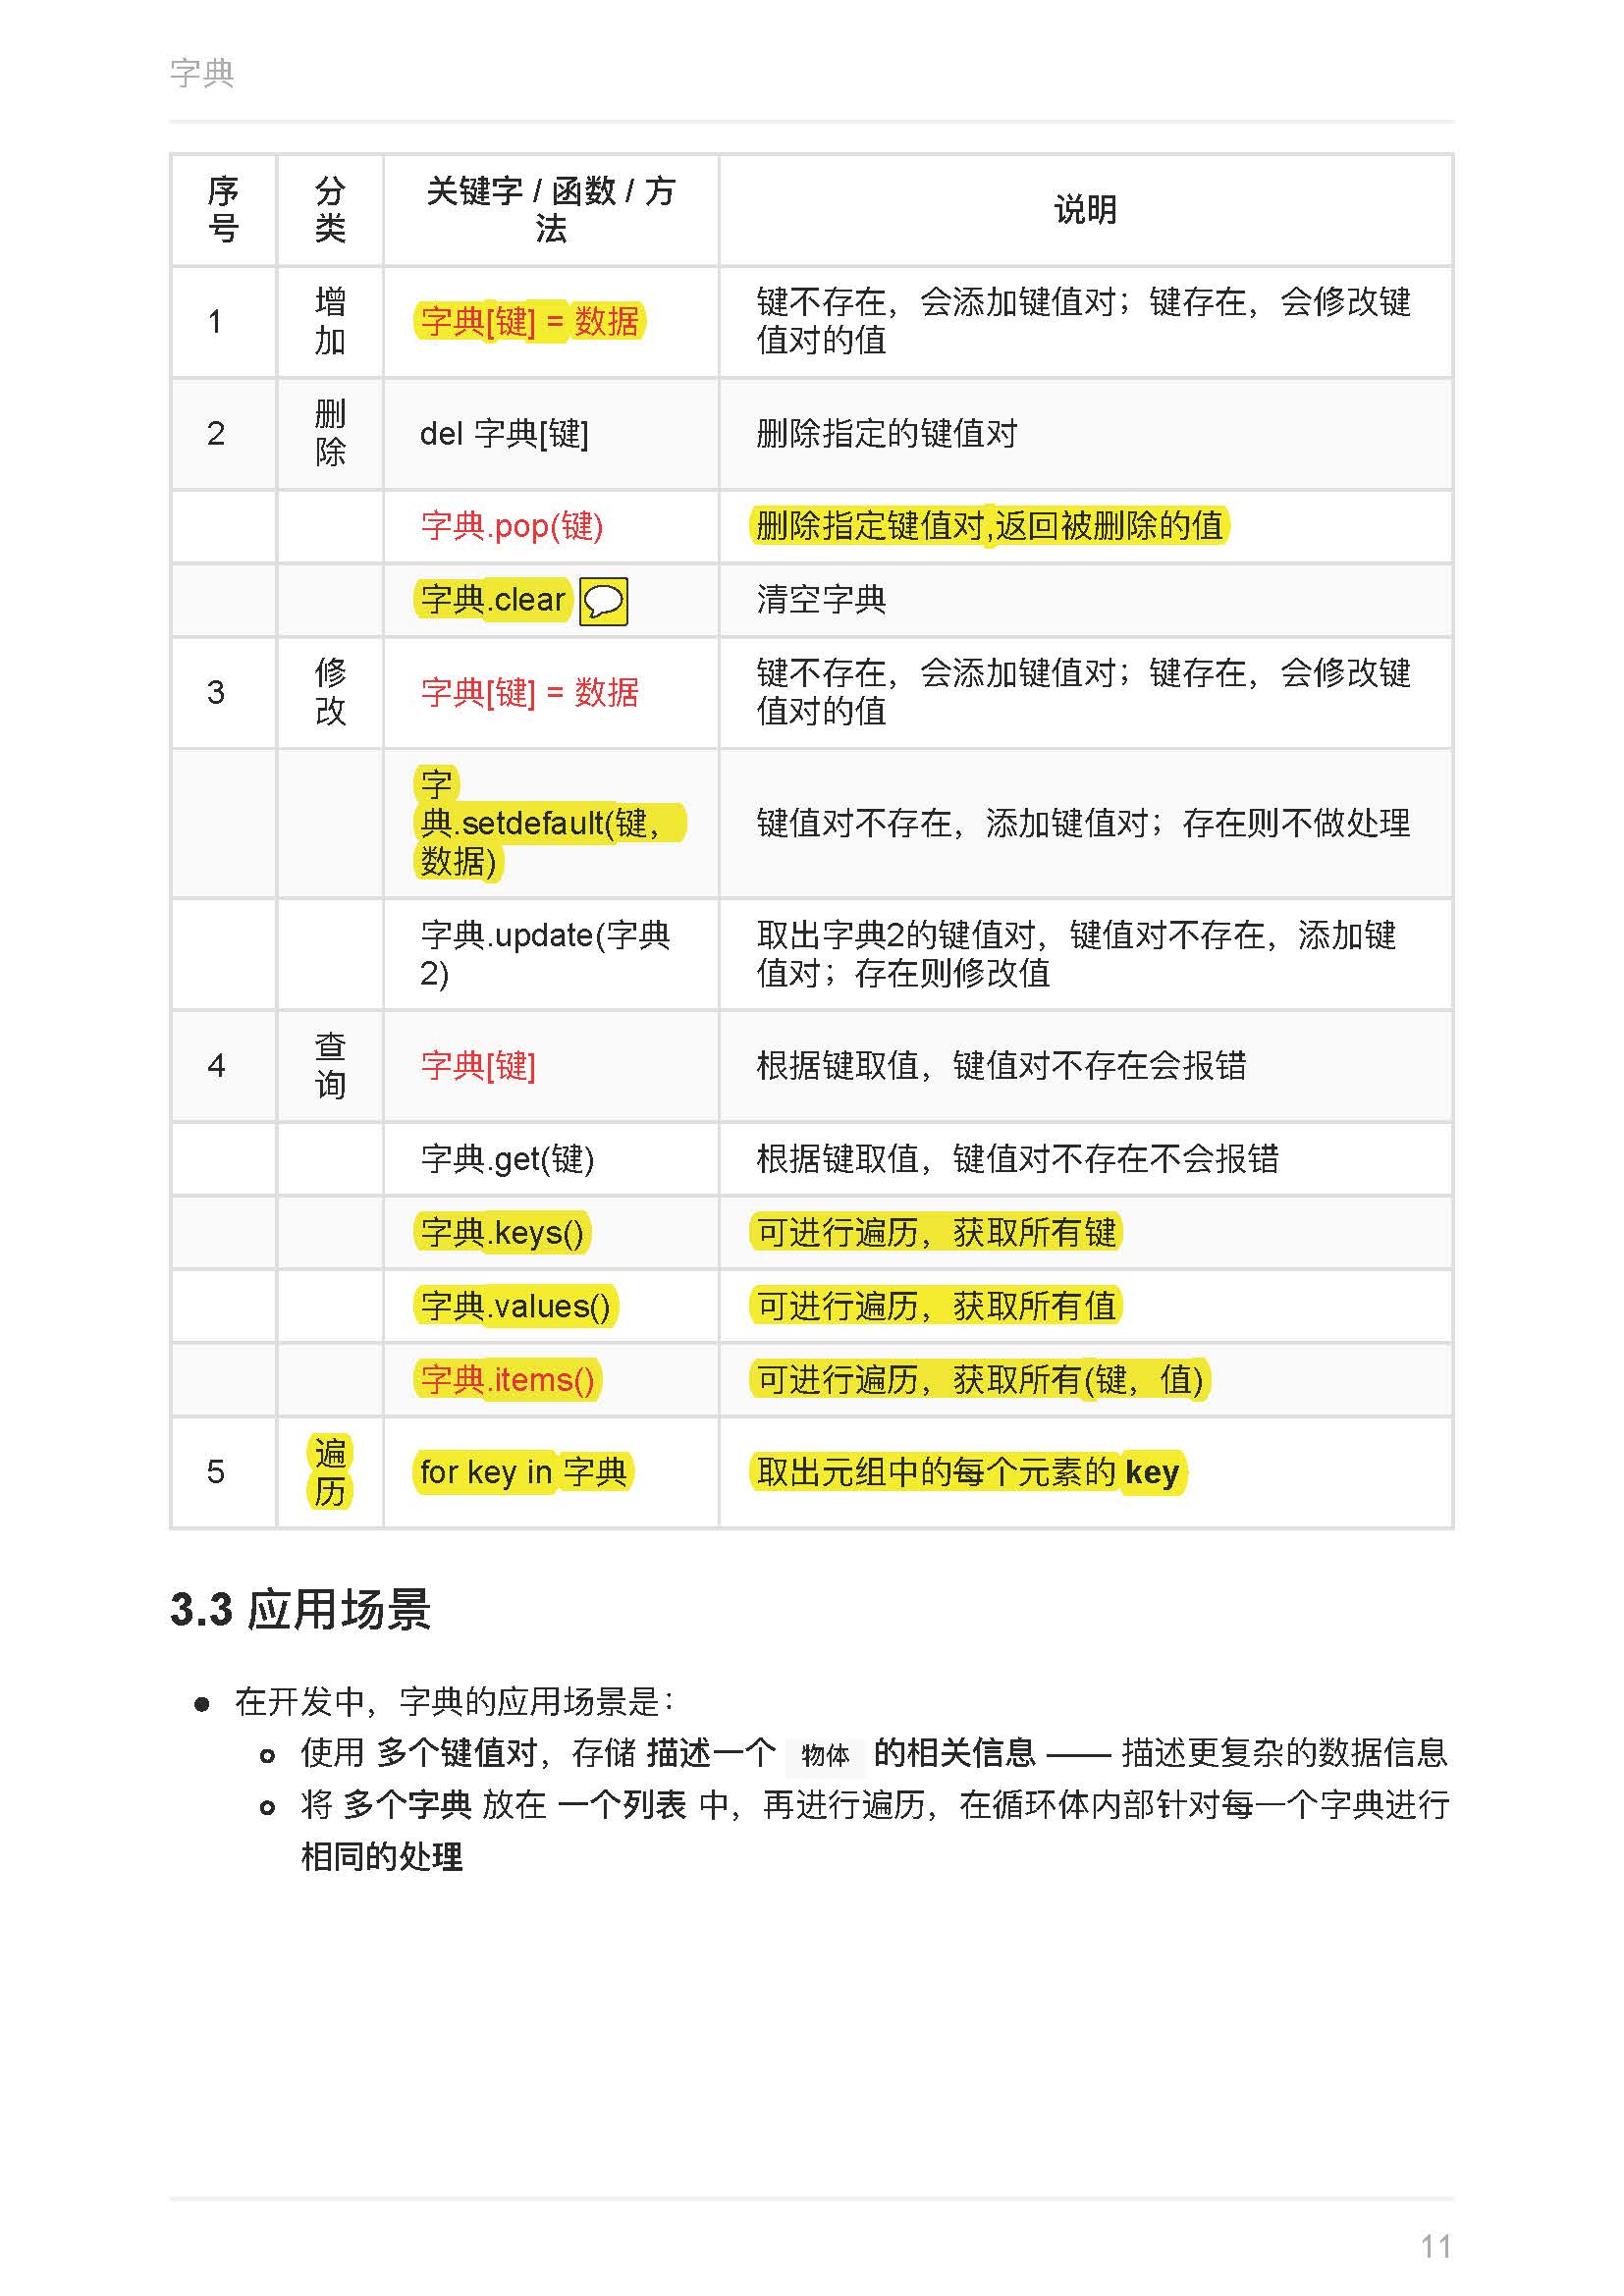 字典
序号 分类 关键字 / 函数 / 方法 说明
1 增加 字典[键] = 数据 键不存在，会添加键值对；键存在，会修改键值对的值
2 删除 del 字典[键] 删除指定的键值对
字典.pop(键) 删除指定键值对,返回被删除的值
字典.clear 清空字典
3 修改 字典[键] = 数据 键不存在，会添加键值对；键存在，会修改键值对的值
字典.setdefault(键，数据) 键值对不存在，添加键值对；存在则不做处理
字典.update(字典2) 取出字典2的键值对，键值对不存在，添加键值对；存在则修改值
4 查询 字典[键] 根据键取值，键值对不存在会报错
字典.get(键) 根据键取值，键值对不存在不会报错
字典.keys() 可进行遍历，获取所有键
字典.values() 可进行遍历，获取所有值
字典.items() 可进行遍历，获取所有(键，值)
5 遍历 for key in 字典 取出元组中的每个元素的 key
3.3 应用场景
● 在开发中，字典的应用场景是：
○ 使用 多个键值对，存储 描述一个 物体 的相关信息 —— 描述更复杂的数据信息
○ 将 多个字典 放在 一个列表 中，再进行遍历，在循环体内部针对每一个字典进行
相同的处理
11